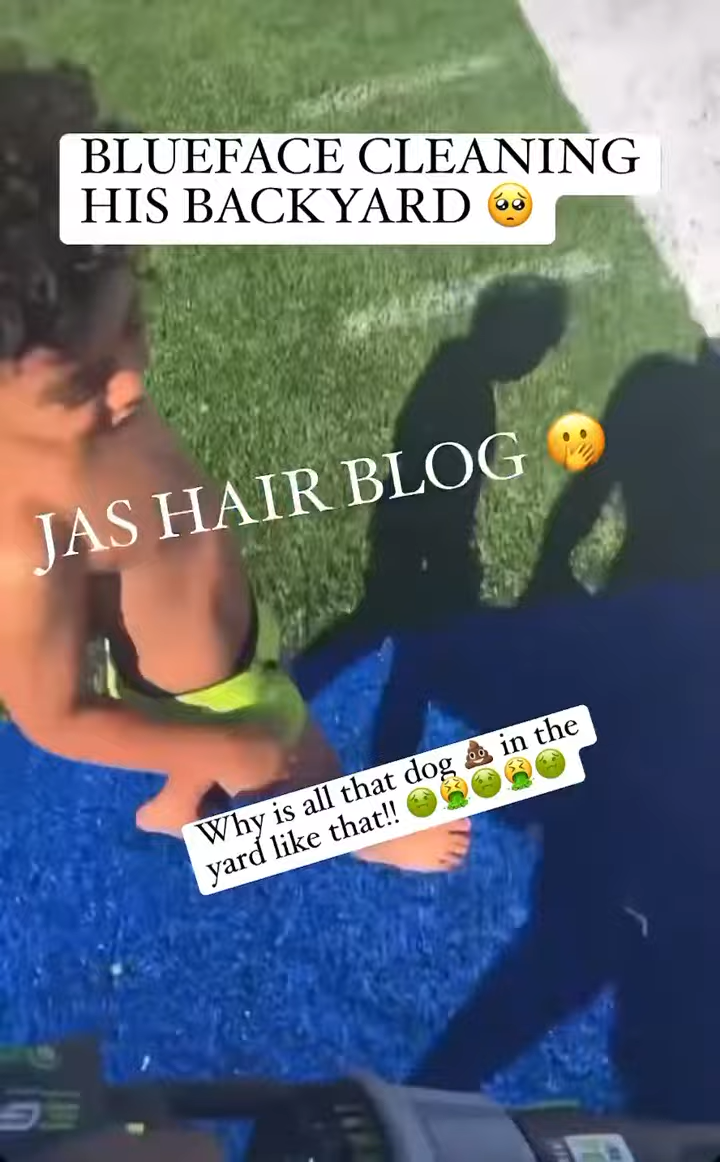 BLUEFACE CLEANING
HIS BACKYARD 🥺
JAS HAIR BLOG 🫢
Why is all that dog 💩 in the
yard like that!! 🤢🤮🤢🤮🤢